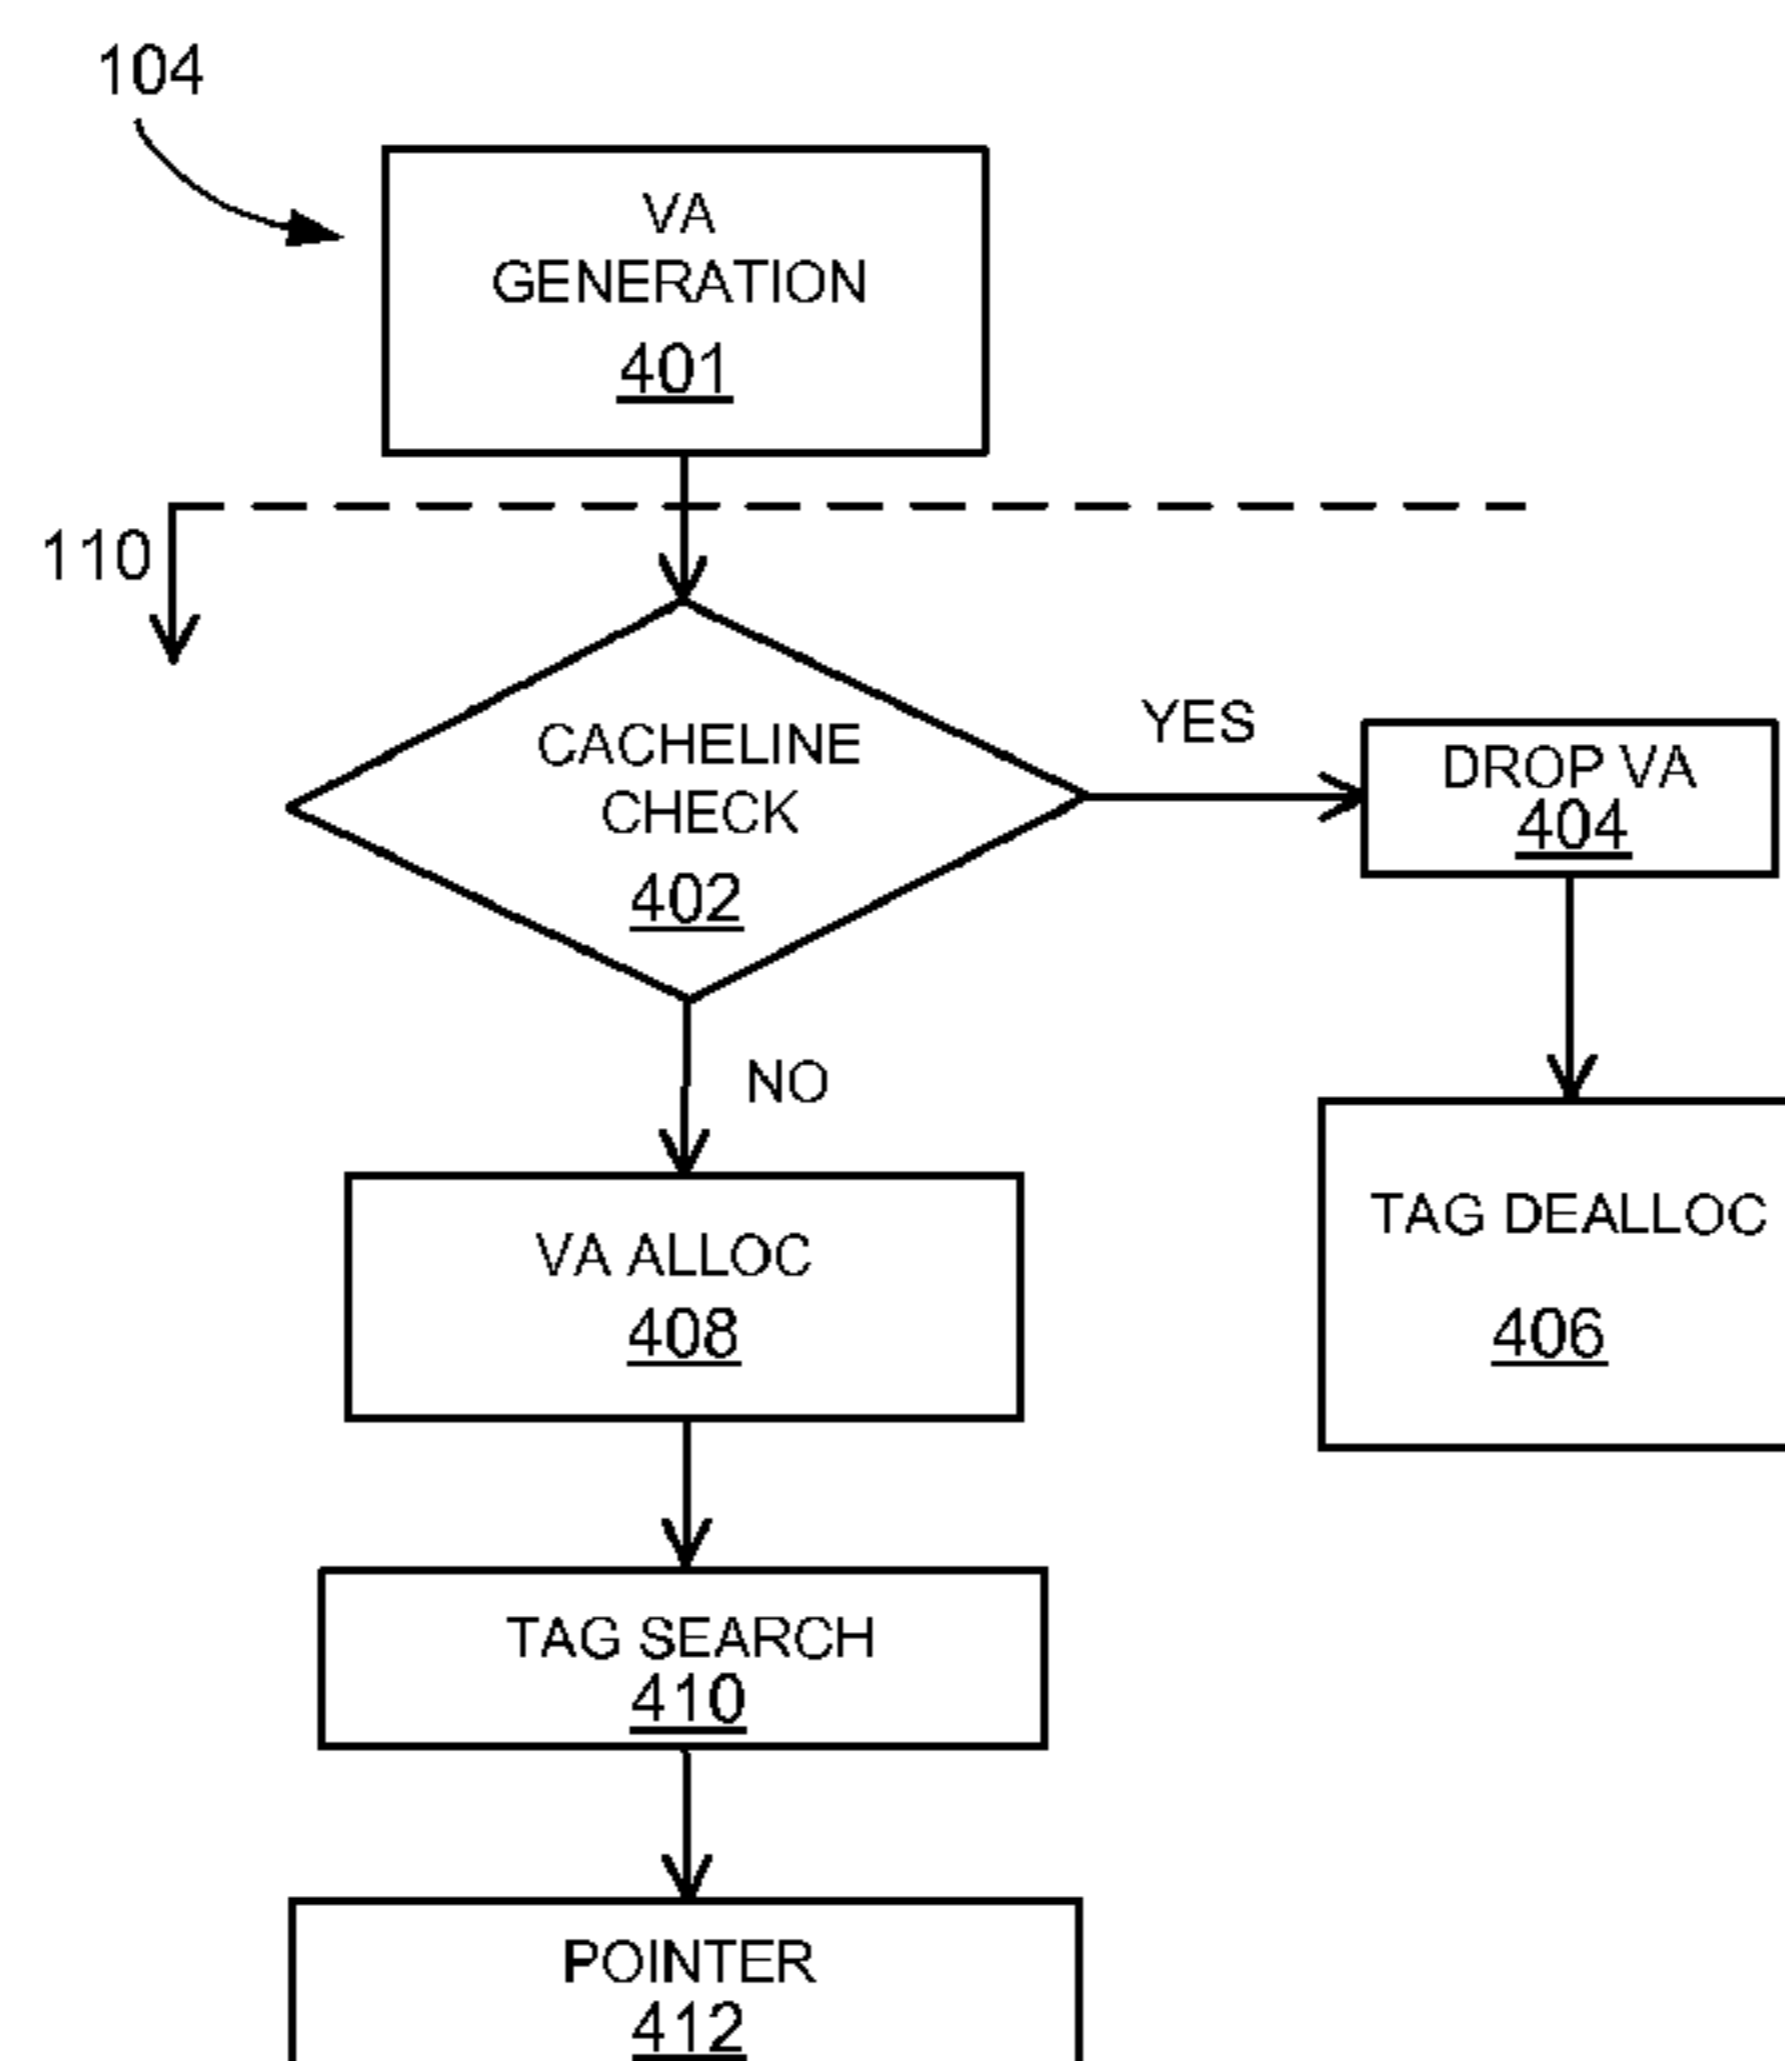 104
VA
GENERATION
401
110
CACHELINE
CHECK
402
YES
DROP VA
404
NO
TAG DEALLOC
406
VA ALLOC
408
TAG SEARCH
410
POINTER
412